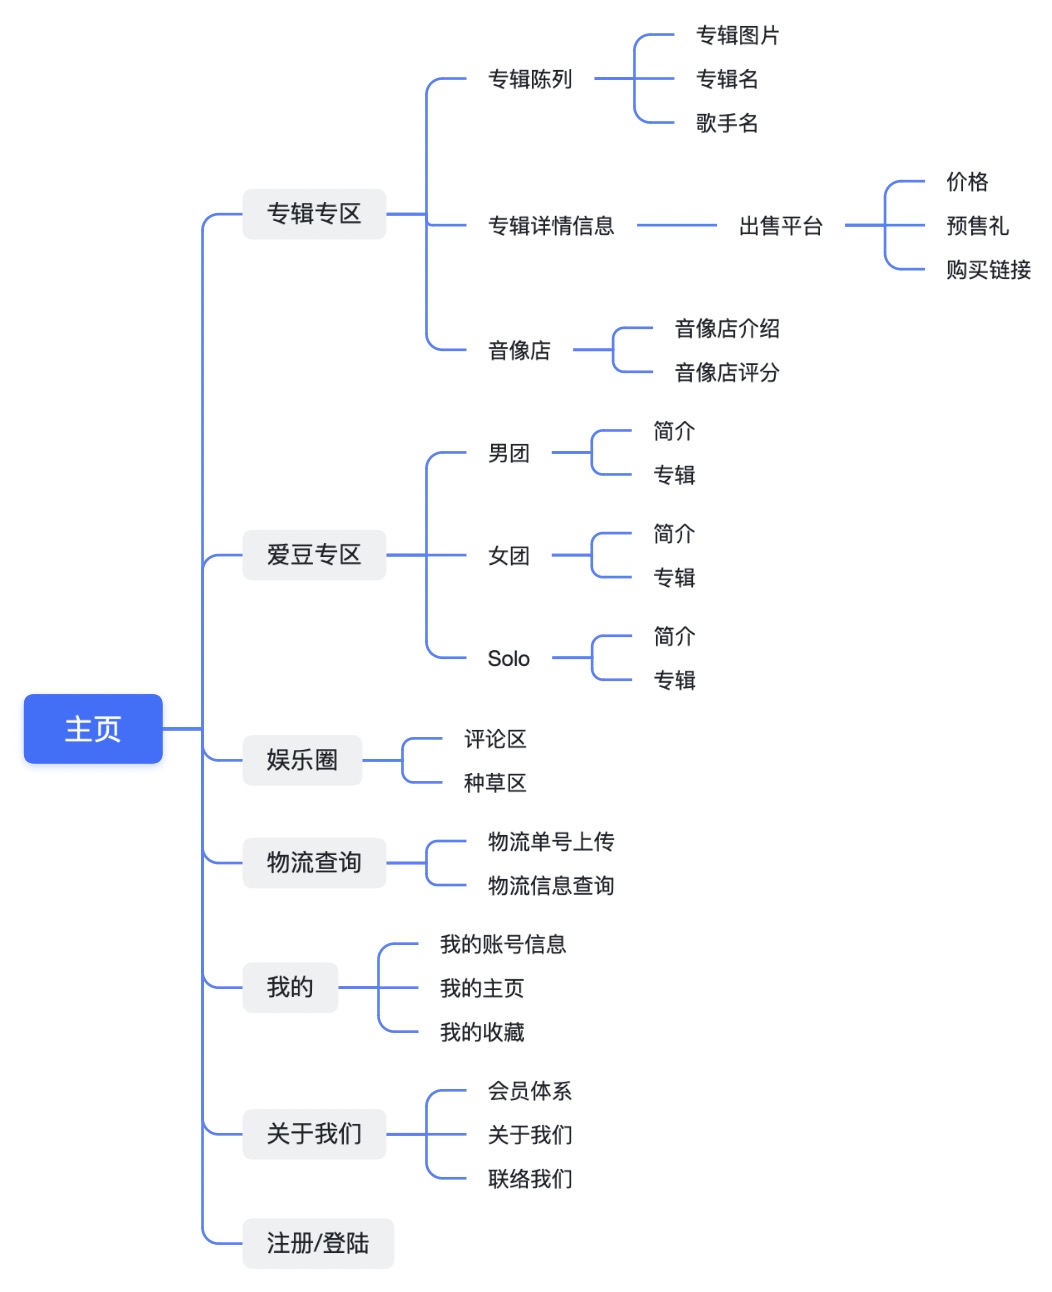 主页
专辑专区
专辑陈列
专辑图片
专辑名
歌手名
专辑详情信息
出售平台
价格
预售礼
购买链接
音像店
音像店介绍
音像店评分
爱豆专区
男团
简介
专辑
女团
简介
专辑
Solo
简介
专辑
娱乐圈
评论区
种草区
物流查询
物流单号上传
物流信息查询
我的
我的账号信息
我的主页
我的收藏
关于我们
会员体系
关于我们
联络我们
注册/登陆